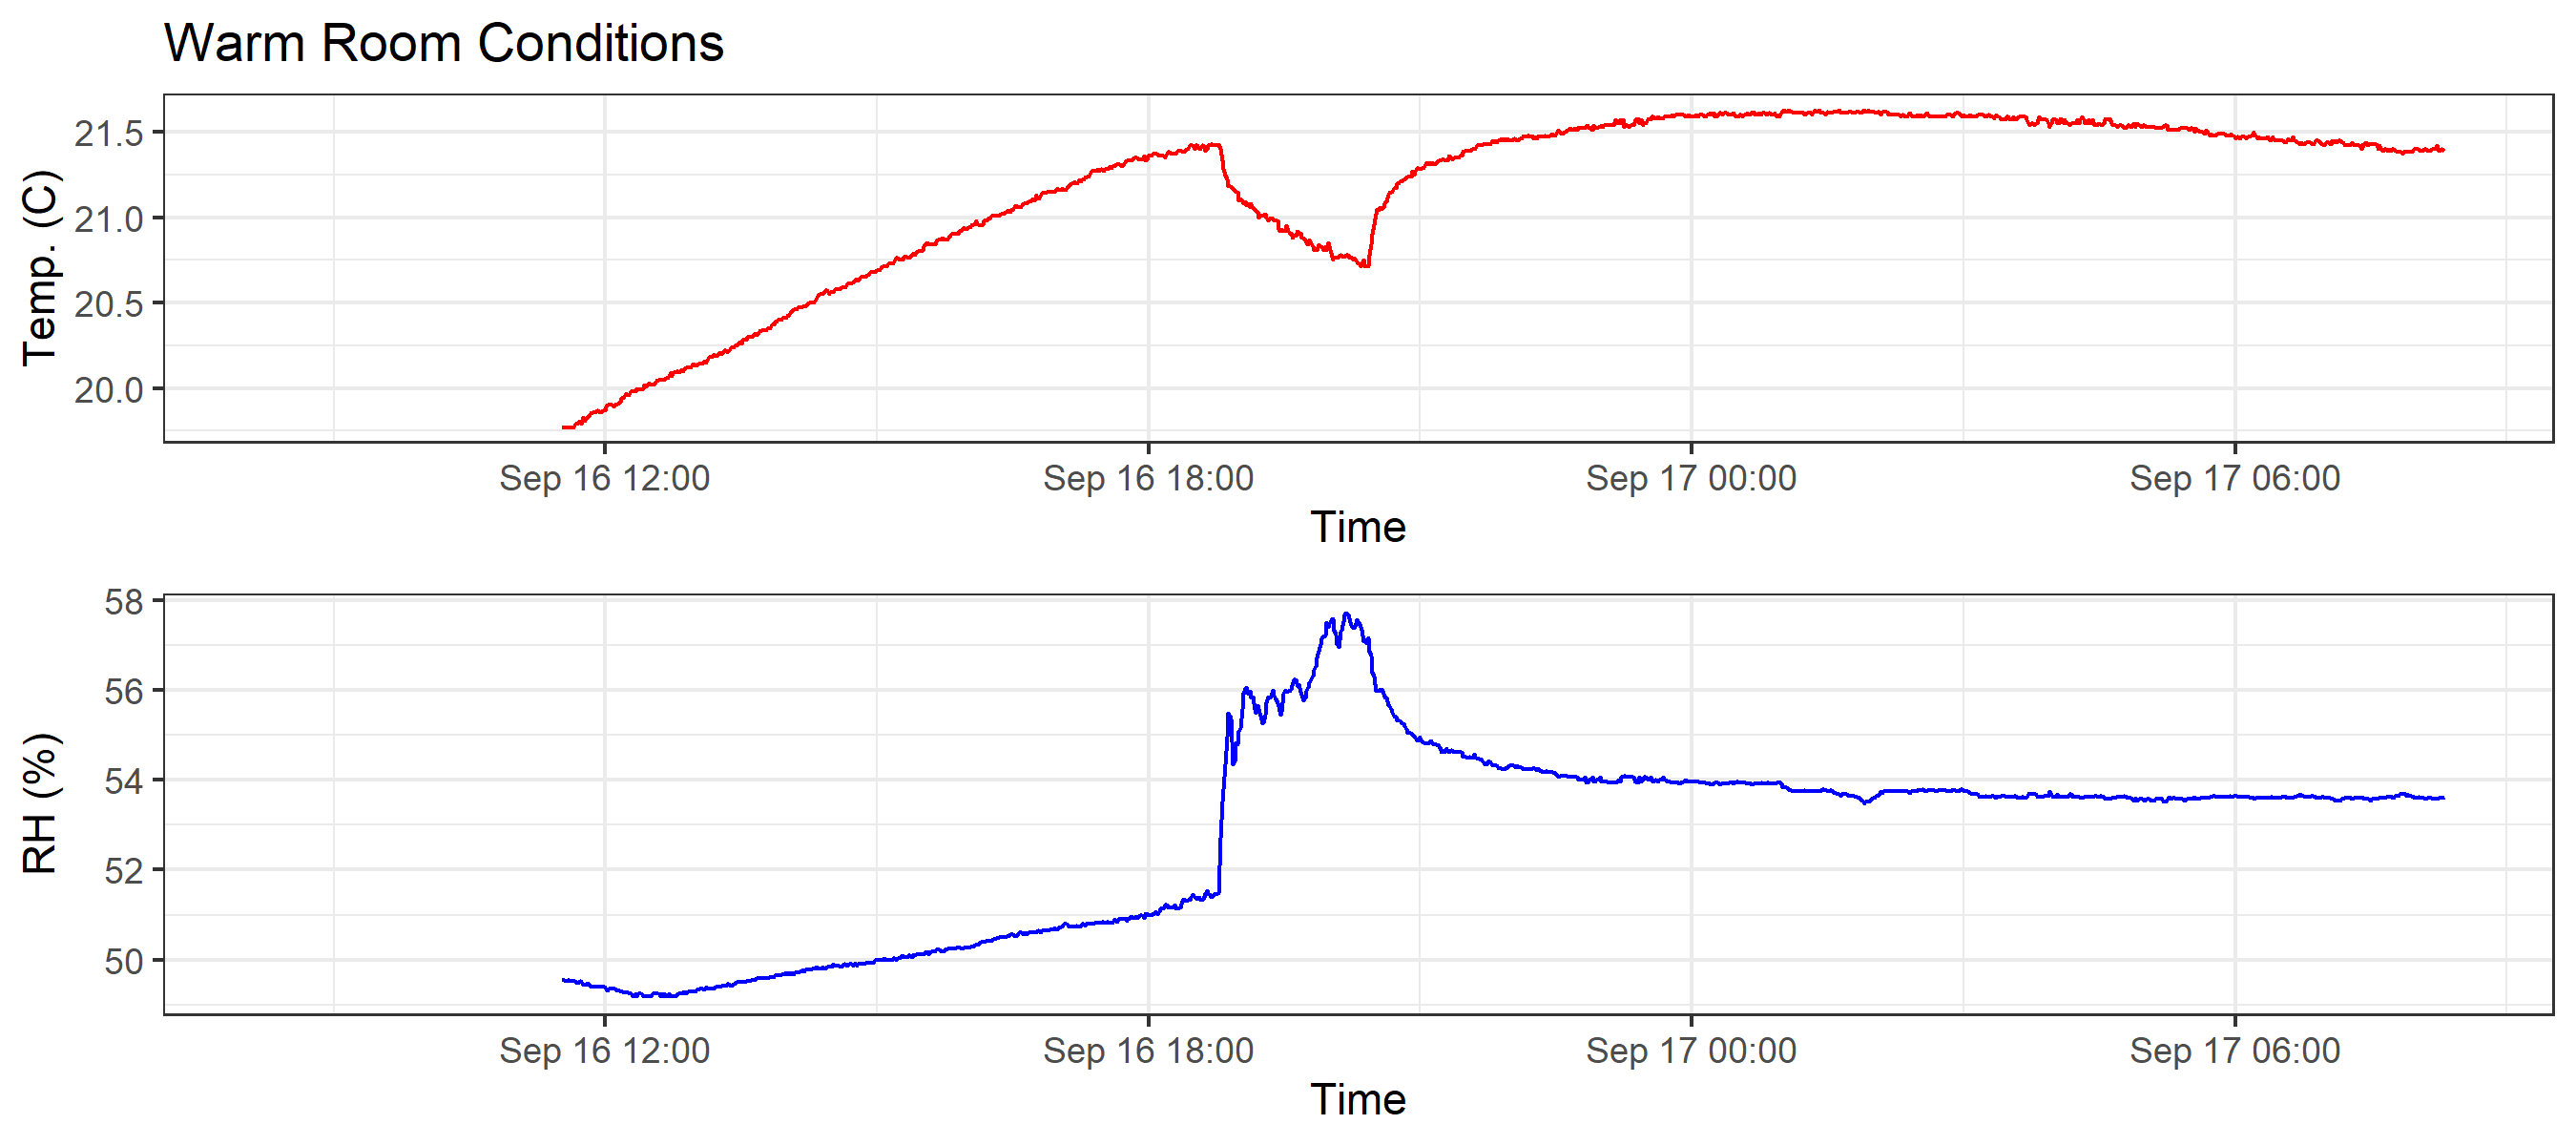 Warm Room Conditions
Temp. (C)
21.5
21.0
20.5
20.0
Sep 16 12:00 Sep 16 18:00 Sep 17 00:00 Sep 17 06:00
Time
RH (%)
58
56
54
52
50
Sep 16 12:00 Sep 16 18:00 Sep 17 00:00 Sep 17 06:00
Time